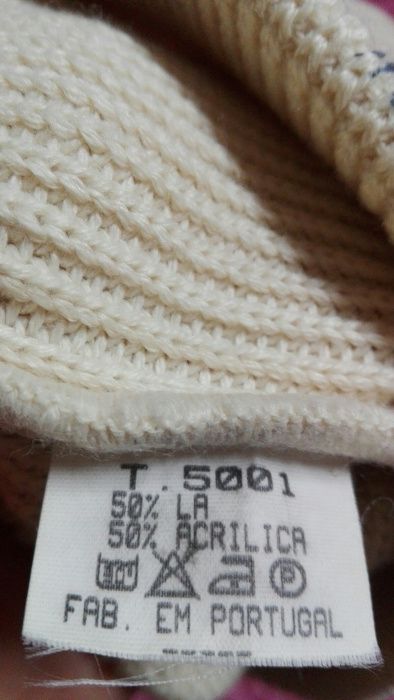 T. 5001
50% LA
50% ACRILICA
P
FAB. EM PORTUGAL